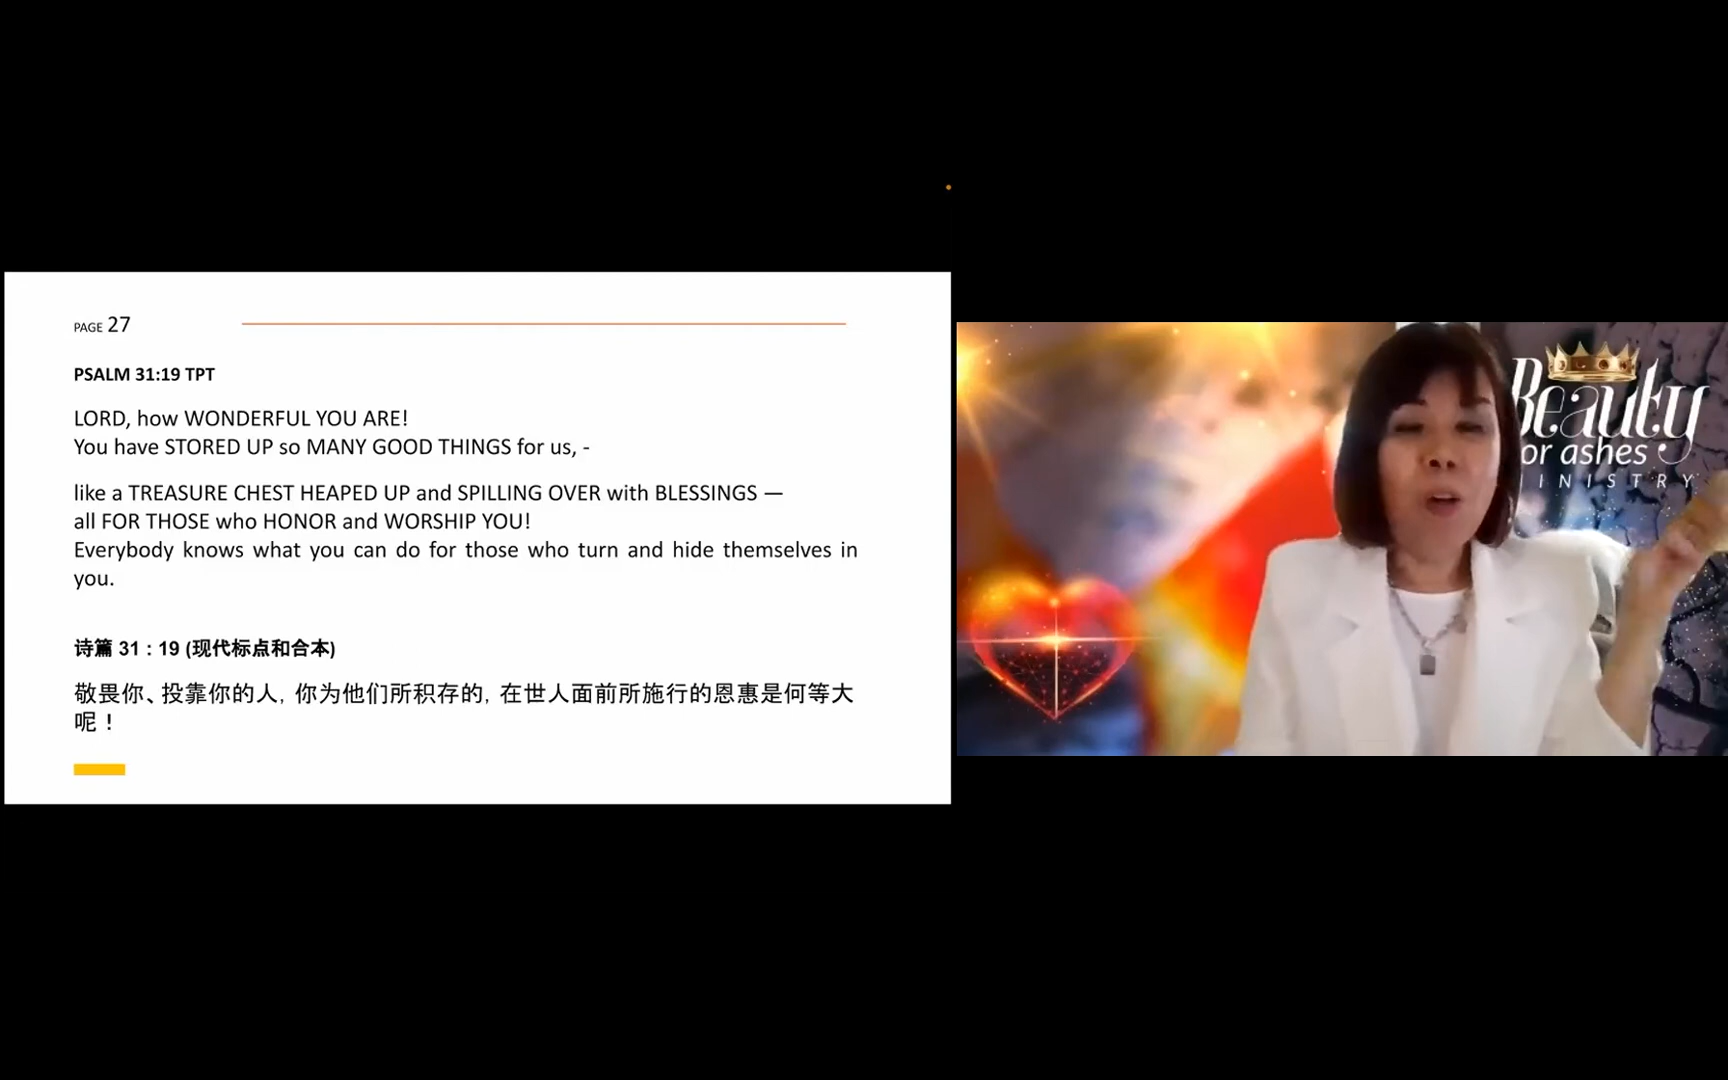 PAGE 27
PSALM 31:19 TPT
LORD, how WONDERFUL YOU ARE!
You have STORED UP so MANY GOOD THINGS for us, -
like a TREASURE CHEST HEAPED UP and SPILLING OVER with BLESSINGS —
all FOR THOSE who HONOR and WORSHIP YOU!
Everybody knows what you can do for those who turn and hide themselves in
you.
诗篇 31 : 19 (现代标点和合本)
敬畏你、投靠你的人, 你为他们所积存的, 在世人面前所施行的恩惠是何等大
呢 !
Beauty
or ashes
INISTRY